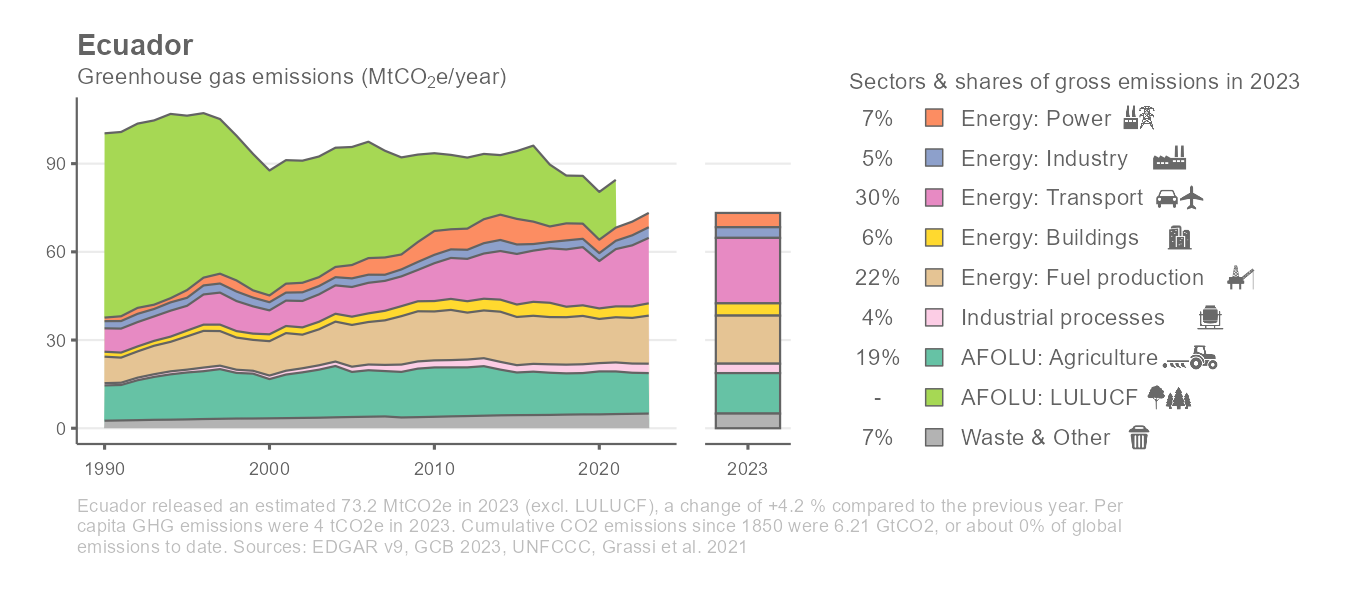 Ecuador
Greenhouse gas emissions (MtCO₂e/year)
90
60
30
0
1990
2000
2010
2020
2023
Sectors & shares of gross emissions in 2023
7% Energy: Power
5% Energy: Industry
30% Energy: Transport
6% Energy: Buildings
22% Energy: Fuel production
4% Industrial processes
19% AFOLU: Agriculture
- AFOLU: LULUCF
7% Waste & Other
Ecuador released an estimated 73.2 MtCO2e in 2023 (excl. LULUCF), a change of +4.2 % compared to the previous year. Per
capita GHG emissions were 4 tCO2e in 2023. Cumulative CO2 emissions since 1850 were 6.21 GtCO2, or about 0% of global
emissions to date. Sources: EDGAR v9, GCB 2023, UNFCCC, Grassi et al. 2021